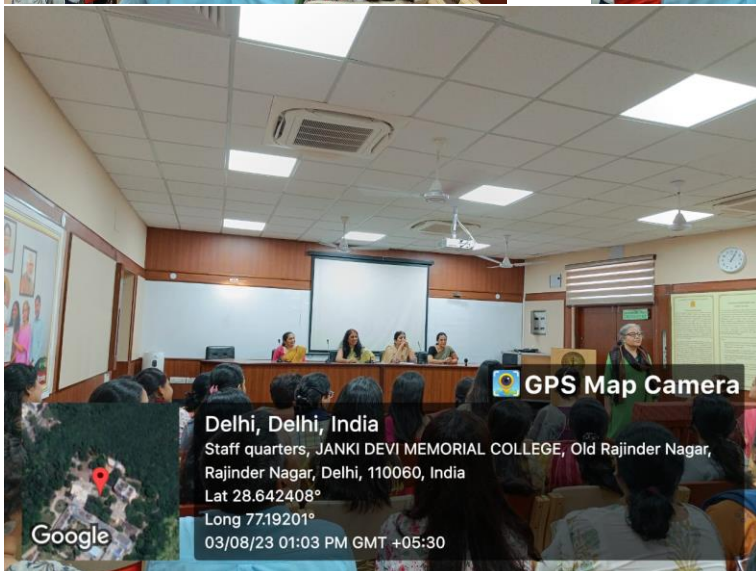 GPS Map Camera
Delhi, Delhi, India
Staff quarters, JANKI DEVI MEMORIAL COLLEGE, Old Rajinder Nagar,
Rajinder Nagar, Delhi, 110060, India
Lat 28.642408°
Long 77.19201°
03/08/23 01:03 PM GMT +05:30
Google